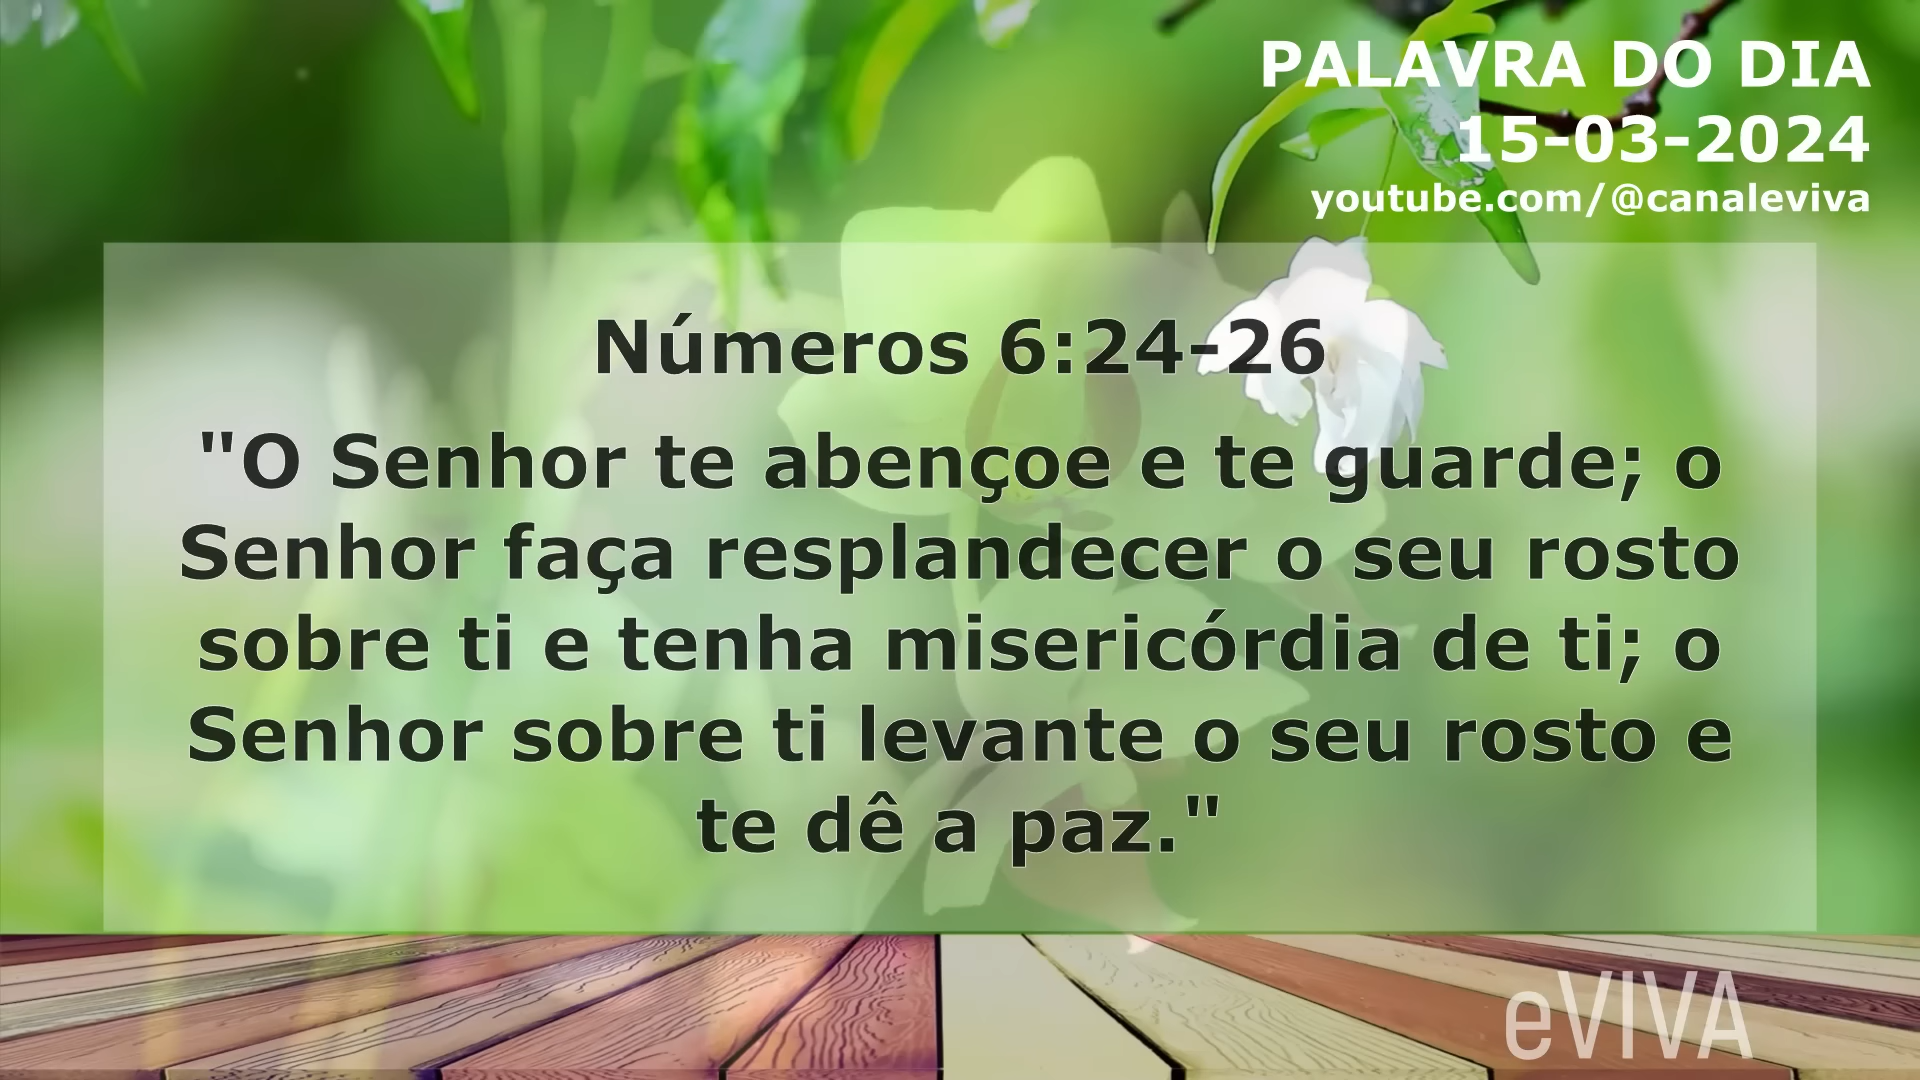 PALAVRA DO DIA
15-03-2024
youtube.com/@canaleviva
Números 6:24-26
"O Senhor te abençoe e te guarde; o
Senhor faça resplandecer o seu rosto
sobre ti e tenha misericórdia de ti; o
Senhor sobre ti levante o seu rosto e
te dê a paz."
eVIVA